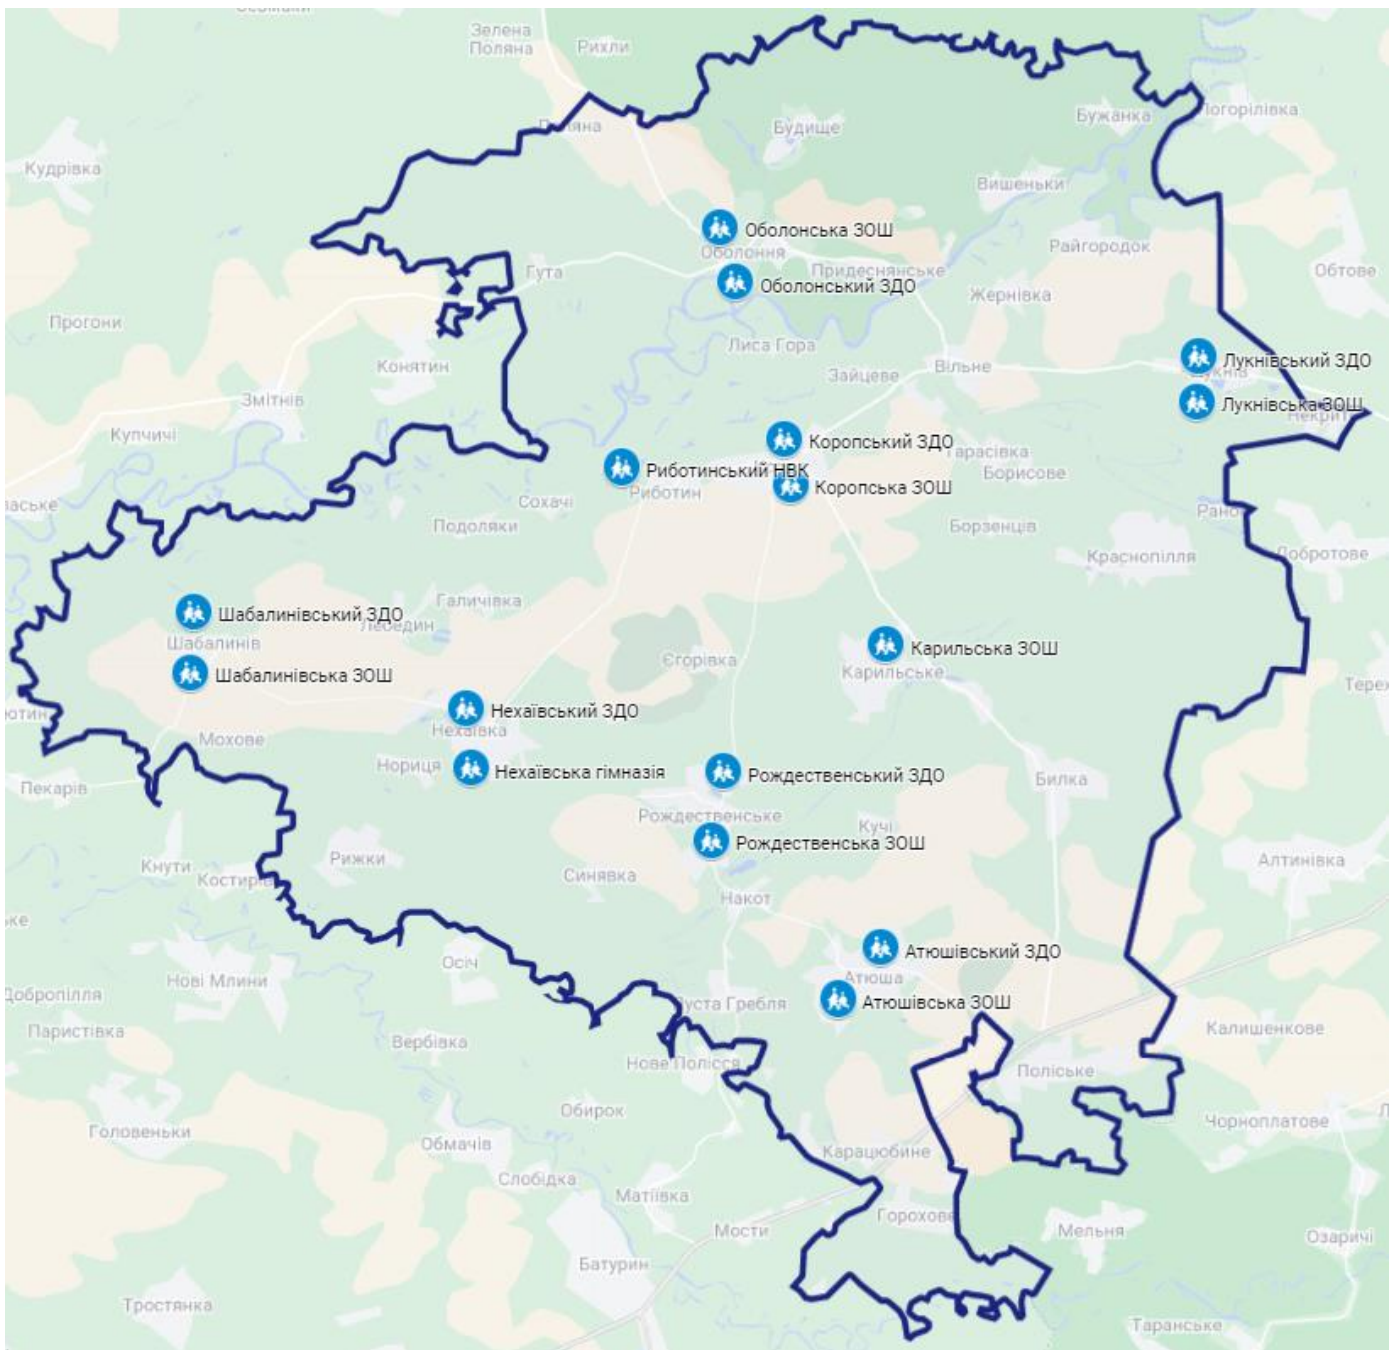 Зелена
Поляна
Рихли
Бужанка
Погорілівка
Поляна
Будище
Кудрівка
Вишеньки
Оболонська ЗОШ
Оболоння
Райгородок
Придеснянське
Гута
Обтове
Оболонський ЗДО
Жернівка
Прогони
Лиса Гора
Лукнівський ЗДО
Конятин
Вільне
Зайцеве
Змітнів
Лукнівська ЗОШ
Купчичі
Коропський ЗДО
Тарасівка
Риботинський НВК
Борисове
Риботин
Коропська ЗОШ
Сохачі
Подоляки
Борзенців
Краснопілля
Добротове
Галичівка
Шабалинівський ЗДО
Лебедин
Шабалинів
Карильська ЗОШ
Єгорівка
Карильське
Шабалинівська ЗОШ
Нехаївський ЗДО
Нехаївка
Мохове
Нориця
Нехаївська гімназія
Рождественський ЗДО
Билка
Пекарів
Рождественське
Кучі
Рождественська ЗОШ
Рижки
Алтинівка
Кнути
Костирів
Синявка
Накот
Атюшівський ЗДО
Осіч
Атюша
Нові Млини
Добропілля
Пуста Гребля
Атюшівська ЗОШ
Паристівка
Калишенкове
Вербівка
Нове Полісся
Поліське
Обирок
Чорноплатове
Головеньки
Обмачів
Карацюбине
Слобідка
Матіївка
Горохове
Мости
Мельня
Озаричі
Батурин
Тростянка
Таранське